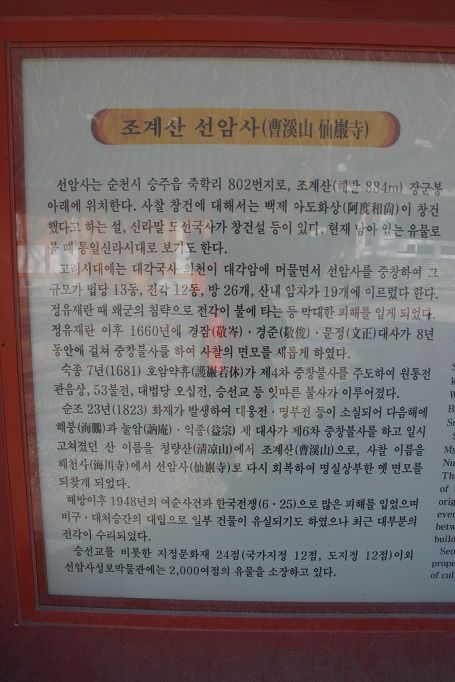 조계산 선암사(曹溪山 仙巖寺)
선암사는 순천시 승주읍 죽학리 802번지로, 조계산(해발 884m) 장군봉
아래에 위치한다. 사찰 창건에 대해서는 백제 아도화상(阿度和尙)이 창건
했다고 하는 설, 신라말 도선국사가 창건설 등이 있다. 현재 남아 있는 유물로
볼 때 통일신라시대로 보기도 한다.
고려시대에는 대각국사 의천이 대각암에 머물면서 선암사를 중창하여 그
규모가 법당 13동, 전각 12동, 방 26개, 산내 암자가 19개에 이르렀다 한다.
정유재란 때 왜군의 침략으로 전각이 불에 타는 등 막대한 피해를 입게 되었다.
정유재란 이후 1660년에 경잠(敬岑)·경준(敬俊)·문정(文正)대사가 8년
동안에 걸쳐 중창불사를 하여 사찰의 면모를 새롭게 하였다.
숙종 7년(1681) 호암약휴(護巖若休)가 제4차 중창불사를 주도하여 원통전
관음상, 53불전, 대법당 오십전, 승선교 등 잇따른 불사가 이루어졌다.
순조 23년(1823) 화재가 발생하여 대웅전·명부전 등이 소실되어 다음해에
해붕(海鵬)과 눌암(訥庵)·익종(益宗) 세 대사가 제6차 중창불사를 하고 일시
고쳐졌던 산 이름을 청량산(淸凉山)에서 조계산(曹溪山)으로, 사찰 이름을
해천사(海川寺)에서 선암사(仙巖寺)로 다시 회복하여 명실상부한 옛 면모를
되찾게 되었다.
해방이후 1948년의 여순사건과 한국전쟁(6·25)으로 많은 피해를 입었으며
비구·대처승간의 대립으로 일부 건물이 유실되기도 하였으나 최근 대부분의
전각이 수리되었다.
승선교를 비롯한 지정문화재 24점(국가지정 12점, 도지정 12점)이외
선암사성보박물관에는 2,000여점의 유물을 소장하고 있다.